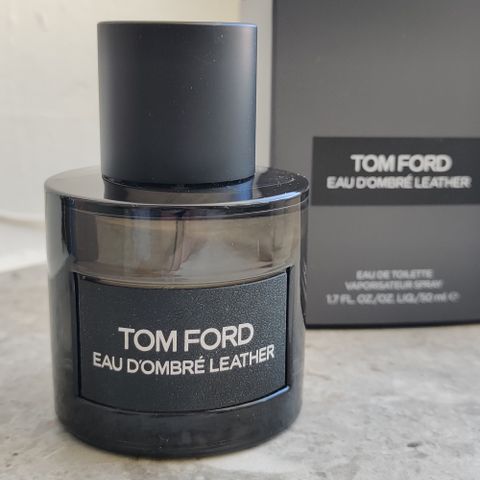 TOM FORD
EAU D'OMBRÉ LEATHER
TOM FORD
EAU D'OMBRÉ LEATHER
EAU DE TOILETTE
VAPORISATEUR SPRAY
1.7 FL. OZ./OZ. LIQ./50 ml ℮